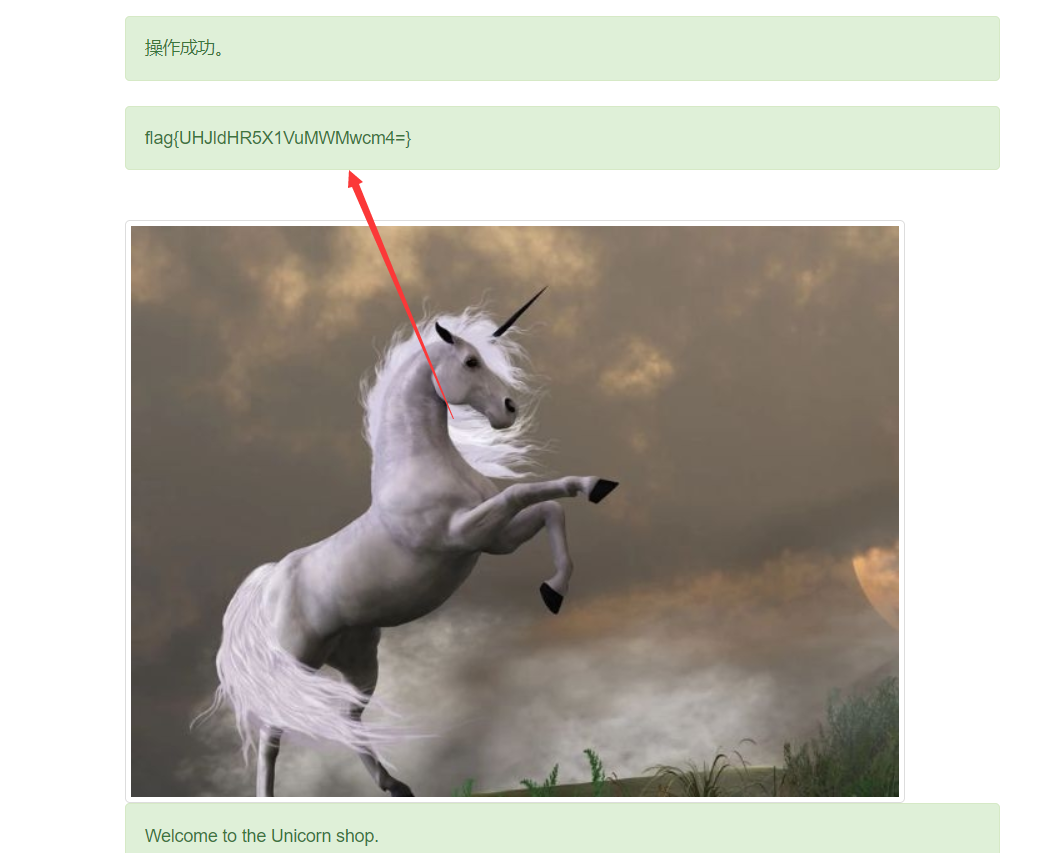 操作成功。
flag{UHJldHR5X1VuMWMwcm4=}
Welcome to the Unicorn shop.